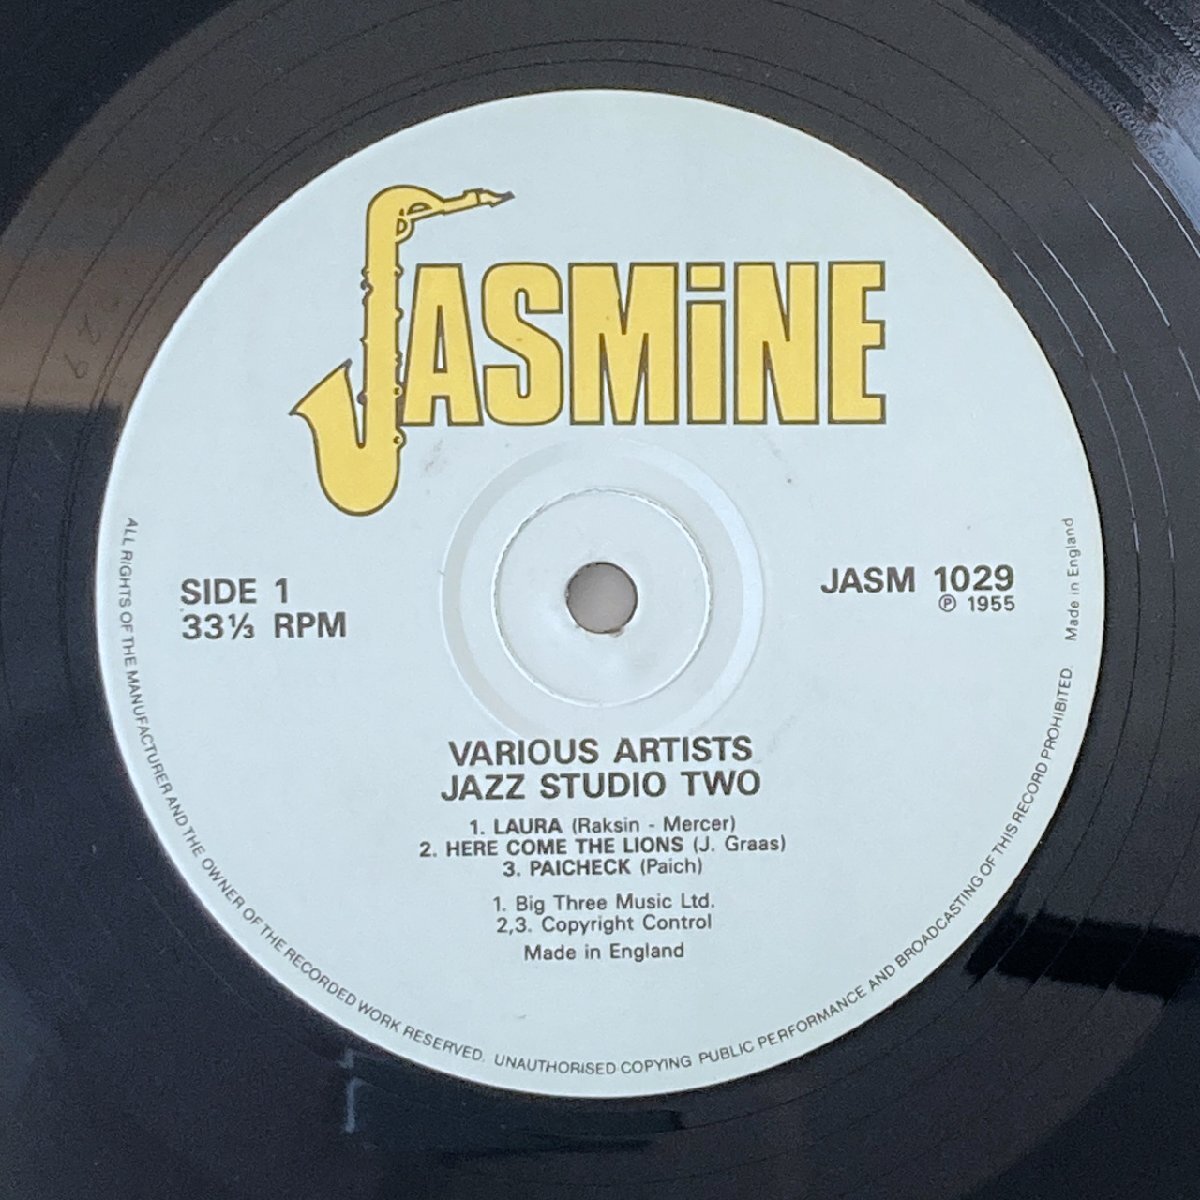 JASMiNE
SIDE 1
33⅓ RPM
JASM 1029
℗ 1955
VARIOUS ARTISTS
JAZZ STUDIO TWO
1. LAURA (Raksin - Mercer)
2. HERE COME THE LIONS (J. Graas)
3. PAICHECK (Paich)
1. Big Three Music Ltd.
2,3. Copyright Control
Made in England
ALL RIGHTS OF THE MANUFACTURER AND THE OWNER OF THE RECORDED WORK RESERVED. UNAUTHORISED COPYING PUBLIC PERFORMANCE AND BROADCASTING OF THIS RECORD PROHIBITED. Made in England